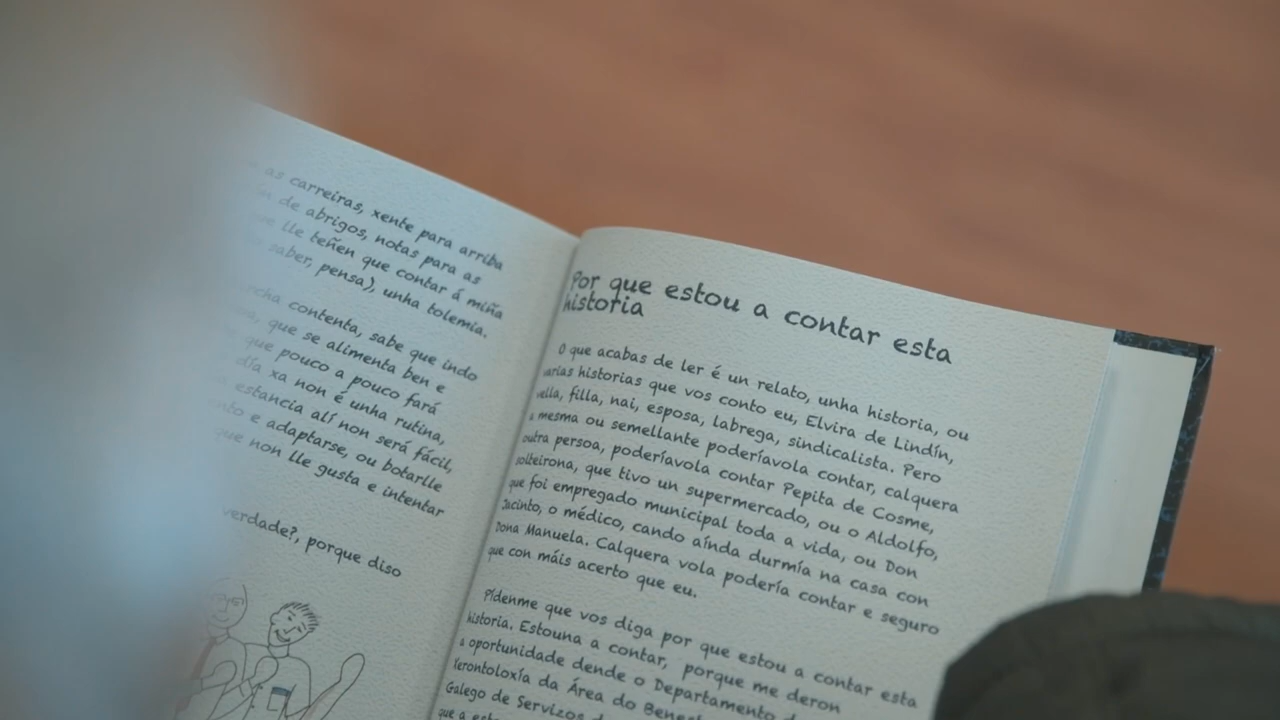 as carreiras, xente para arriba
de abrigos, notas para as
que lle teñen que contar á miña
saber, pensa), unha tolemia.
contenta, sabe que indo
que se alimenta ben e
que pouco a pouco fará
día xa non é unha rutina,
estancia alí non será fácil,
e adaptarse, ou botarlle
que non lle gusta e intentar
verdade?, porque diso
Por que estou a contar esta
historia
O que acabas de ler é un relato, unha historia, ou
varias historias que vos conto eu, Elvira de Lindín,
vella, filla, nai, esposa, labrega, sindicalista. Pero
a mesma ou semellante poderíavola contar, calquera
outra persoa, poderíavola contar Pepita de Cosme,
solteirona, que tivo un supermercado, ou o Aldolfo,
que foi empregado municipal toda a vida, ou Don
Jacinto, o médico, cando aínda durmía na casa con
Dona Manuela. Calquera vola podería contar e seguro
que con máis acerto que eu.
Pídenme que vos diga por que estou a contar esta
historia. Estouna a contar, porque me deron
a oportunidade dende o Departamento
Xerontoloxía da Área do
Galego de Servizos
que a